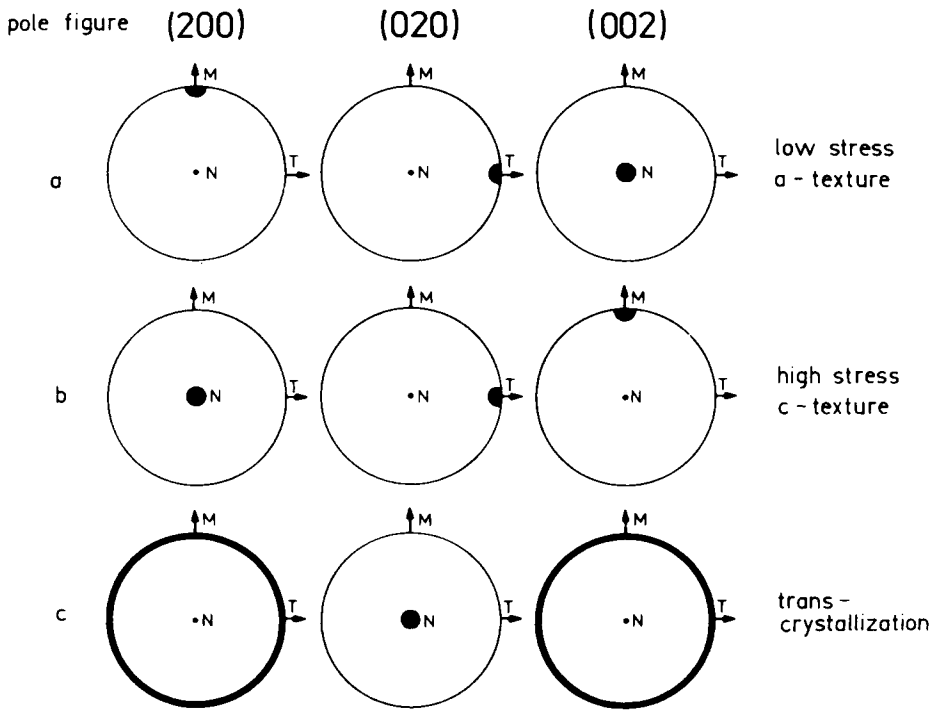 pole figure (200) (020) (002)
M M M
a N T N T N T low stress
a - texture
M M M
b N T N T N T high stress
c - texture
M M M
c N T N T N T trans -
crystallization